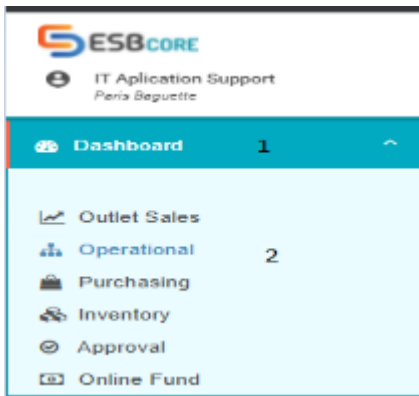 ESBCORE
IT Aplication Support
Paris Baguette
Dashboard 1
Outlet Sales
Operational 2
Purchasing
Inventory
Approval
Online Fund